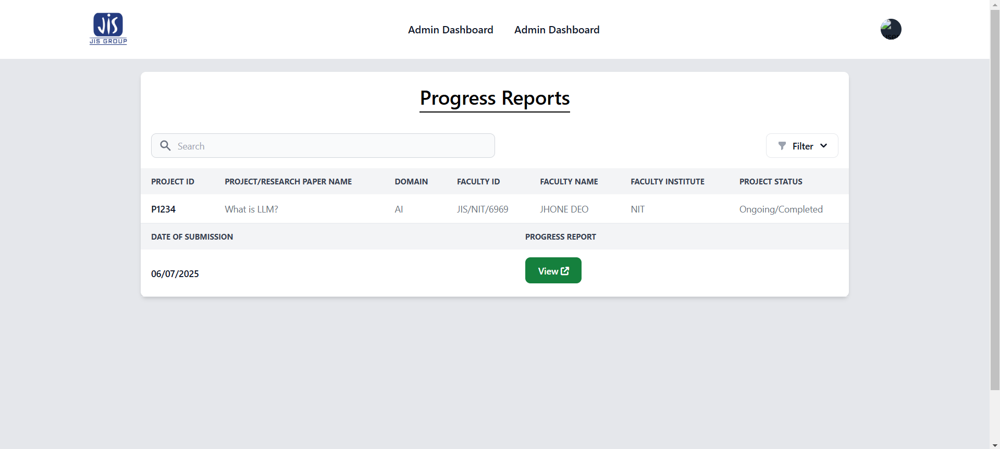 JIS
JIS GROUP
Admin Dashboard Admin Dashboard
Progress Reports
Search
Filter
PROJECT ID PROJECT/RESEARCH PAPER NAME DOMAIN FACULTY ID FACULTY NAME FACULTY INSTITUTE PROJECT STATUS
P1234 What is LLM? AI JIS/NIT/6969 JHONE DEO NIT Ongoing/Completed
DATE OF SUBMISSION PROGRESS REPORT
06/07/2025 View